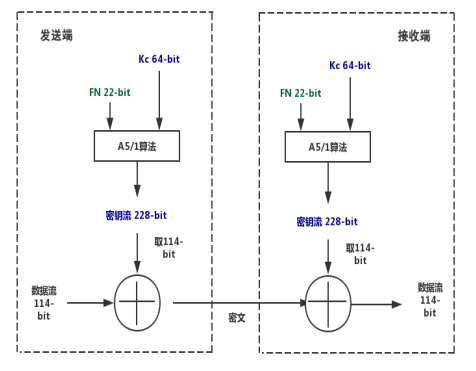 发送端
Kc 64-bit
FN 22-bit
A5/1算法
密钥流 228-bit
取114-
bit
数据流
114-
bit
密文
接收端
Kc 64-bit
FN 22-bit
A5/1算法
密钥流 228-bit
取114-
bit
数据流
114-
bit